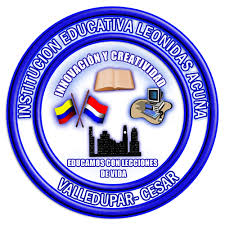 INSTITUCION EDUCATIVA LEONIDAS ACUÑA
INNOVACIÓN Y CREATIVIDAD
EDUCAMOS CON LECCIONES
DE VIDA
VALLEDUPAR- CESAR